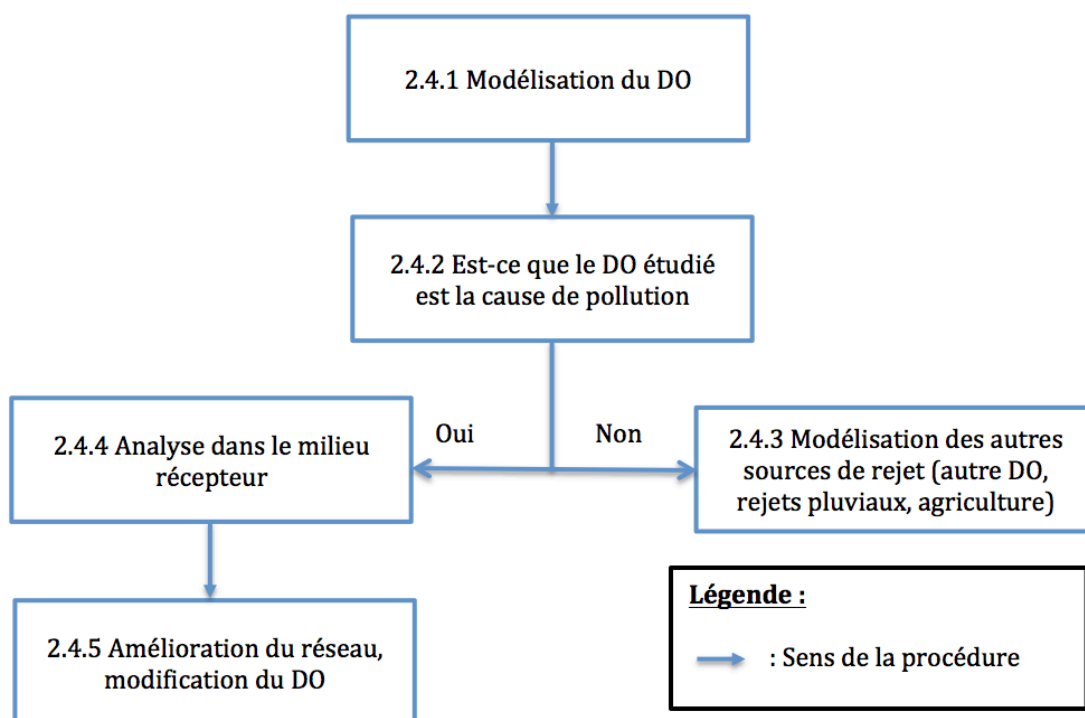 2.4.1 Modélisation du DO
2.4.2 Est-ce que le DO étudié
est la cause de pollution
2.4.4 Analyse dans le milieu
récepteur
Oui
Non
2.4.3 Modélisation des autres
sources de rejet (autre DO,
rejets pluviaux, agriculture)
2.4.5 Amélioration du réseau,
modification du DO
Légende :
: Sens de la procédure